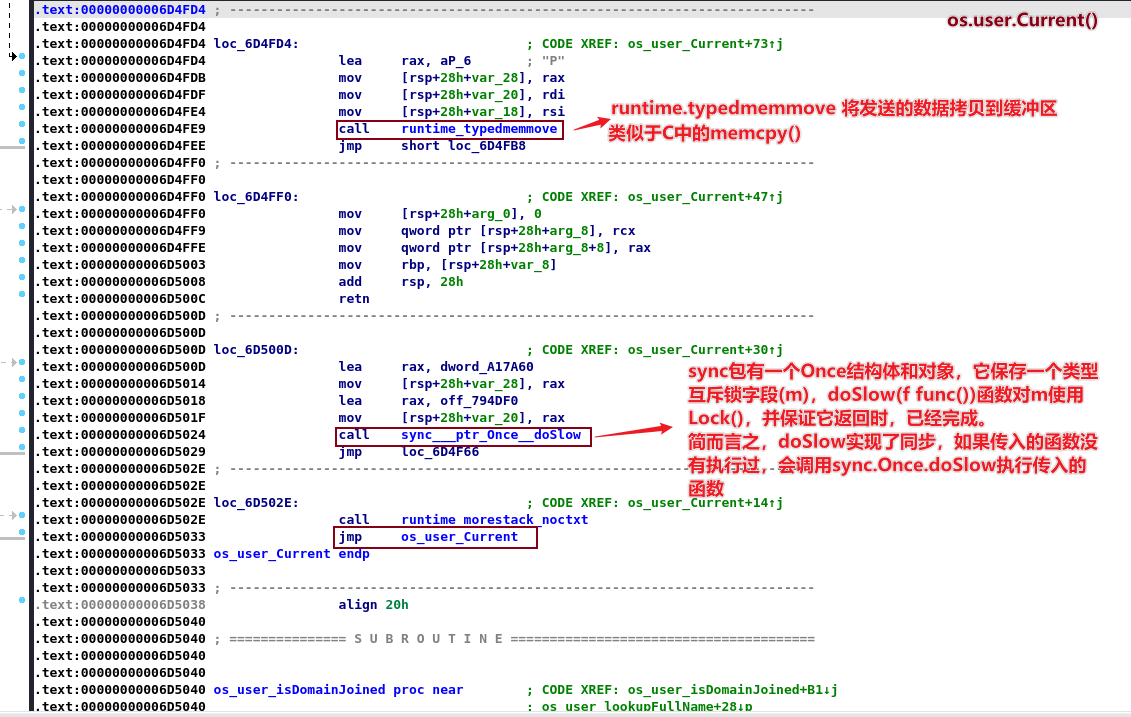 .text:00000000006D4FD4 ; ---------------------------------------------------------------------------
os.user.Current()
.text:00000000006D4FD4
.text:00000000006D4FD4 loc_6D4FD4: ; CODE XREF: os_user_Current+73↑j
.text:00000000006D4FD4 lea rax, aP_6 ; "P"
.text:00000000006D4FDB mov [rsp+28h+var_28], rax
.text:00000000006D4FDF mov [rsp+28h+var_20], rdi
.text:00000000006D4FE4 mov [rsp+28h+var_18], rsi
.text:00000000006D4FE9 call runtime_typedmemmove
.text:00000000006D4FEE jmp short loc_6D4FB8
runtime.typedmemmove 将发送的数据拷贝到缓冲区
类似于C中的memcpy()
.text:00000000006D4FF0 ; ---------------------------------------------------------------------------
.text:00000000006D4FF0
.text:00000000006D4FF0 loc_6D4FF0: ; CODE XREF: os_user_Current+47↑j
.text:00000000006D4FF0 mov [rsp+28h+arg_0], 0
.text:00000000006D4FF9 mov qword ptr [rsp+28h+arg_8], rcx
.text:00000000006D4FFE mov qword ptr [rsp+28h+arg_8+8], rax
.text:00000000006D5003 mov rbp, [rsp+28h+var_8]
.text:00000000006D5008 add rsp, 28h
.text:00000000006D500C retn
.text:00000000006D500D ; ---------------------------------------------------------------------------
.text:00000000006D500D
.text:00000000006D500D loc_6D500D: ; CODE XREF: os_user_Current+30↑j
.text:00000000006D500D lea rax, dword_A17A60
.text:00000000006D5014 mov [rsp+28h+var_28], rax
.text:00000000006D5018 lea rax, off_794DF0
.text:00000000006D501F mov [rsp+28h+var_20], rax
.text:00000000006D5024 call sync___ptr_Once__doSlow
.text:00000000006D5029 jmp loc_6D4F66
sync包有一个Once结构体和对象，它保存一个类型
互斥锁字段(m)，doSlow(f func())函数对m使用
Lock()，并保证它返回时，已经完成。
简而言之，doSlow实现了同步，如果传入的函数没
有执行过，会调用sync.Once.doSlow执行传入的
函数
.text:00000000006D502E ; ---------------------------------------------------------------------------
.text:00000000006D502E
.text:00000000006D502E loc_6D502E: ; CODE XREF: os_user_Current+14↑j
.text:00000000006D502E call runtime_morestack_noctxt
.text:00000000006D5033 jmp os_user_Current
.text:00000000006D5033 os_user_Current endp
.text:00000000006D5033
.text:00000000006D5033 ; ---------------------------------------------------------------------------
.text:00000000006D5038 align 20h
.text:00000000006D5040
.text:00000000006D5040 ; =============== S U B R O U T I N E =======================================
.text:00000000006D5040
.text:00000000006D5040
.text:00000000006D5040 os_user_isDomainJoined proc near ; CODE XREF: os_user_isDomainJoined+B1↓j
.text:00000000006D5040 ; os_user_lookupFullName+28↓p